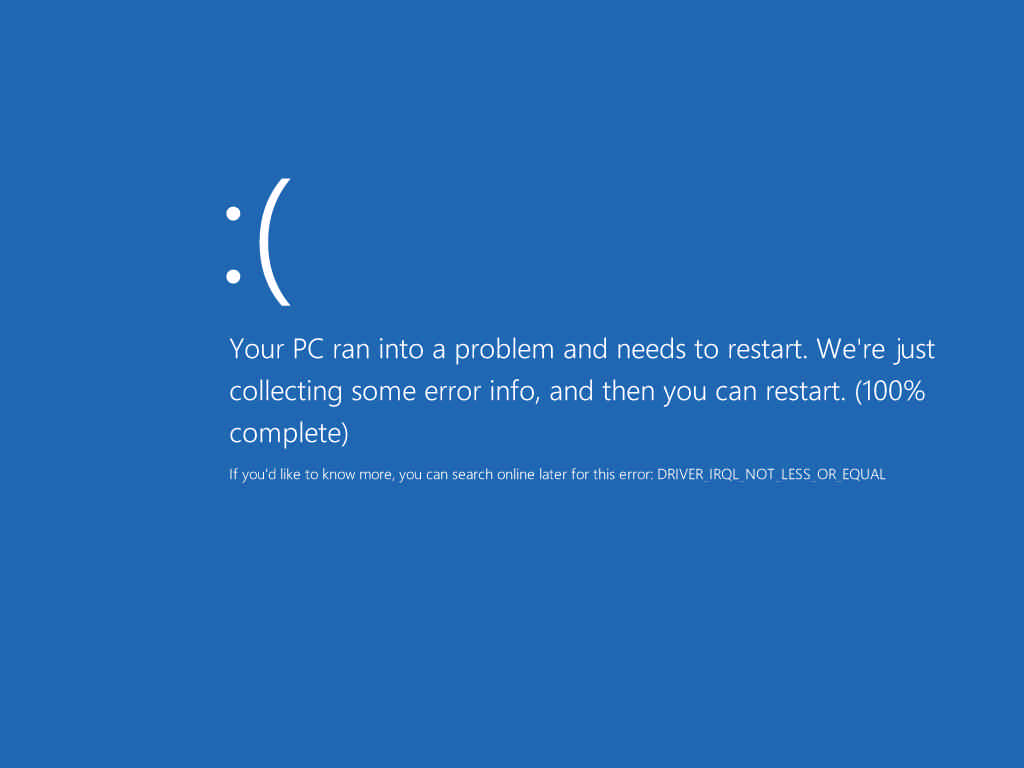 :(
Your PC ran into a problem and needs to restart. We're just
collecting some error info, and then you can restart. (100%
complete)
If you'd like to know more, you can search online later for this error: DRIVER_IRQL_NOT_LESS_OR_EQUAL